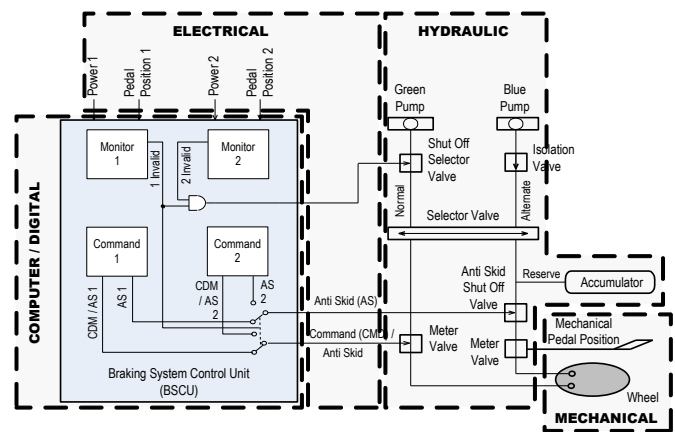 ELECTRICAL
HYDRAULIC
Power 1
Pedal
Position 1
Power 2
Pedal
Position 2
Green
Pump
Blue
Pump
COMPUTER / DIGITAL
Monitor
1
Monitor
2
1 Invalid
2 Invalid
Shut Off
Selector
Valve
Isolation
Valve
Normal
Alternate
Selector Valve
Command
1
Command
2
CDM / AS 1
AS 1
CDM
/ AS
2
AS
2
Anti Skid (AS)
Command (CMD) /
Anti Skid
Anti Skid
Shut Off
Valve
Reserve
Accumulator
Meter
Valve
Meter
Valve
Mechanical
Pedal Position
Wheel
Braking System Control Unit
(BSCU)
MECHANICAL